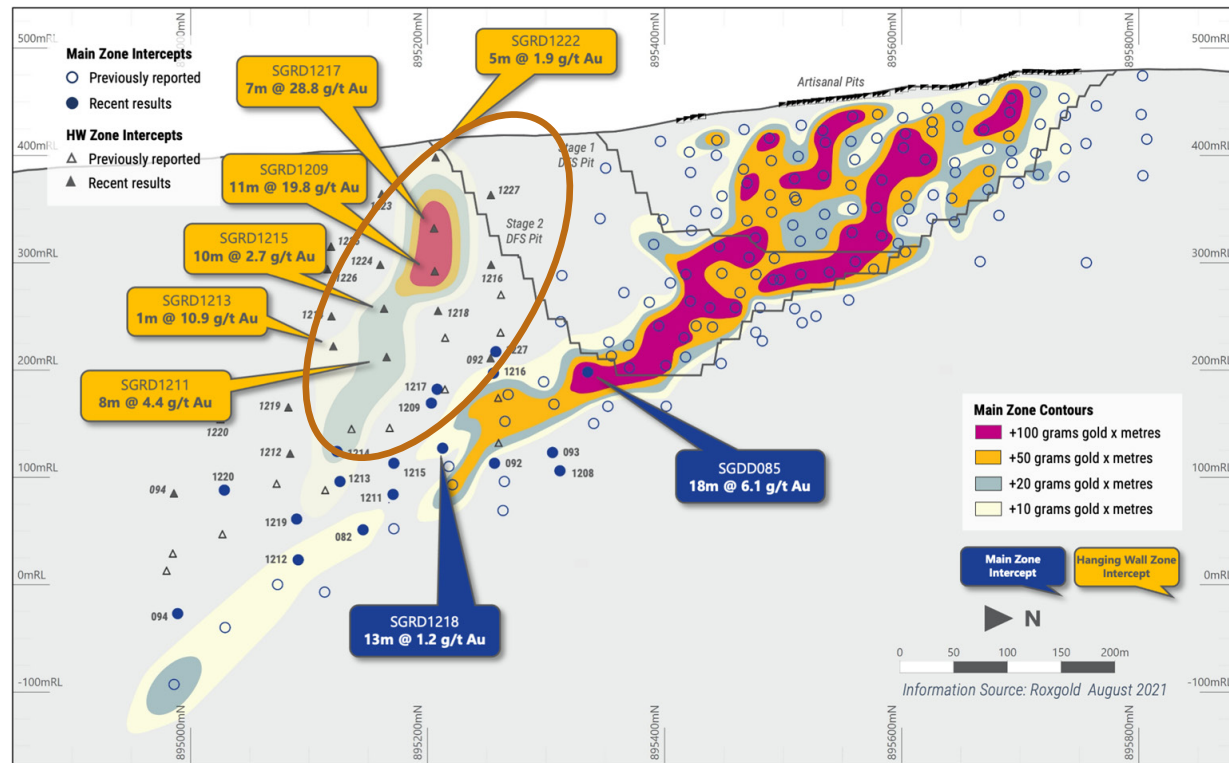 895000mN
895200mN
895400mN
895600mN
895800mN
500mRL
500mRL
Main Zone Intercepts
Previously reported
Recent results
HW Zone Intercepts
Previously reported
Recent results
SGRD1222
5m @ 1.9 g/t Au
SGRD1217
7m @ 28.8 g/t Au
Artisanal Pits
400mRL
400mRL
Stage 1
DFS Pit
SGRD1209
11m @ 19.8 g/t Au
1227
Stage 2
DFS Pit
SGRD1215
10m @ 2.7 g/t Au
1224
1226
1216
300mRL
300mRL
SGRD1213
1m @ 10.9 g/t Au
1218
200mRL
200mRL
092
1227
1216
SGRD1211
8m @ 4.4 g/t Au
1217
1209
1219
1220
1212
1214
1220
1213
1215
1211
092
093
1208
094
100mRL
100mRL
SGDD085
18m @ 6.1 g/t Au
Main Zone Contours
+100 grams gold x metres
+50 grams gold x metres
+20 grams gold x metres
+10 grams gold x metres
1219
082
1212
0mRL
0mRL
094
SGRD1218
13m @ 1.2 g/t Au
Main Zone
Intercept
Hanging Wall Zone
Intercept
N
0 50 100 150 200m
Information Source: Roxgold August 2021
-100mRL
-100mRL
895000mN
895200mN
895400mN
895600mN
895800mN